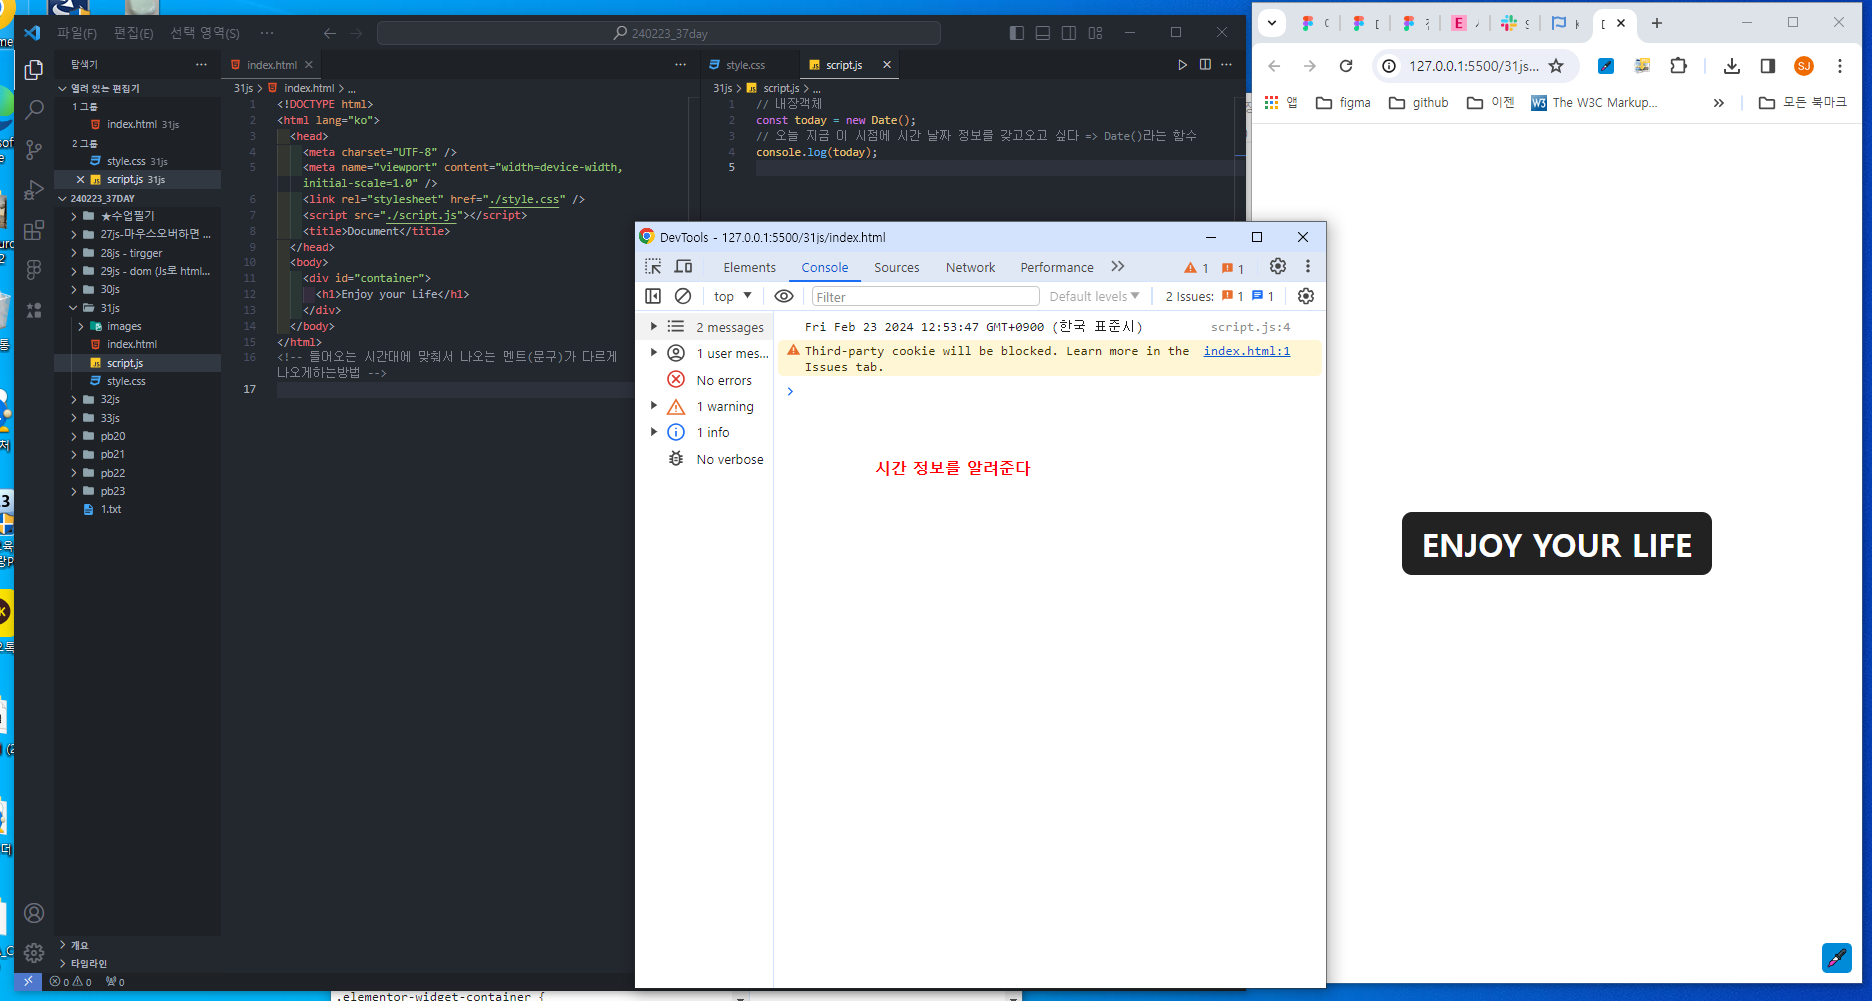 파일(F) 편집(E) 선택 영역(S) ··· 240223_37day
탐색기
열려 있는 편집기
1 그룹
index.html 31js
2 그룹
style.css 31js
script.js 31js
240223_37DAY
★수업필기
27js-마우스오버하면 ...
28js - tirgger
29js - dom (Js로 html...
30js
31js
images
index.html
script.js
style.css
32js
33js
pb20
pb21
pb22
pb23
1.txt
개요
타임라인
0 0 0
index.html
31js > index.html > ...
1 <!DOCTYPE html>
2 <html lang="ko">
3 <head>
4 <meta charset="UTF-8" />
5 <meta name="viewport" content="width=device-width,
initial-scale=1.0" />
6 <link rel="stylesheet" href="./style.css" />
7 <script src="./script.js"></script>
8 <title>Document</title>
9 </head>
10 <body>
11 <div id="container">
12 <h1>Enjoy your Life</h1>
13 </div>
14 </body>
15 </html>
16 <!-- 들어오는 시간대에 맞춰서 나오는 멘트(문구)가 다르게
나오게하는방법 -->
17
style.css script.js
31js > script.js > ...
1 // 내장객체
2 const today = new Date();
3 // 오늘 지금 이 시점에 시간 날짜 정보를 갖고오고 싶다 => Date()라는 함수
4 console.log(today);
5
DevTools - 127.0.0.1:5500/31js/index.html
Elements Console Sources Network Performance 1 1
top Filter Default levels 2 Issues: 1 1
2 messages
1 user mes...
No errors
1 warning
1 info
No verbose
Fri Feb 23 2024 12:53:47 GMT+0900 (한국 표준시) script.js:4
Third-party cookie will be blocked. Learn more in the index.html:1
Issues tab.
시간 정보를 알려준다
127.0.0.1:5500/31js... SJ
앱 figma github 이젠 The W3C Markup... 모든 북마크
ENJOY YOUR LIFE
.elementor-widget-container {